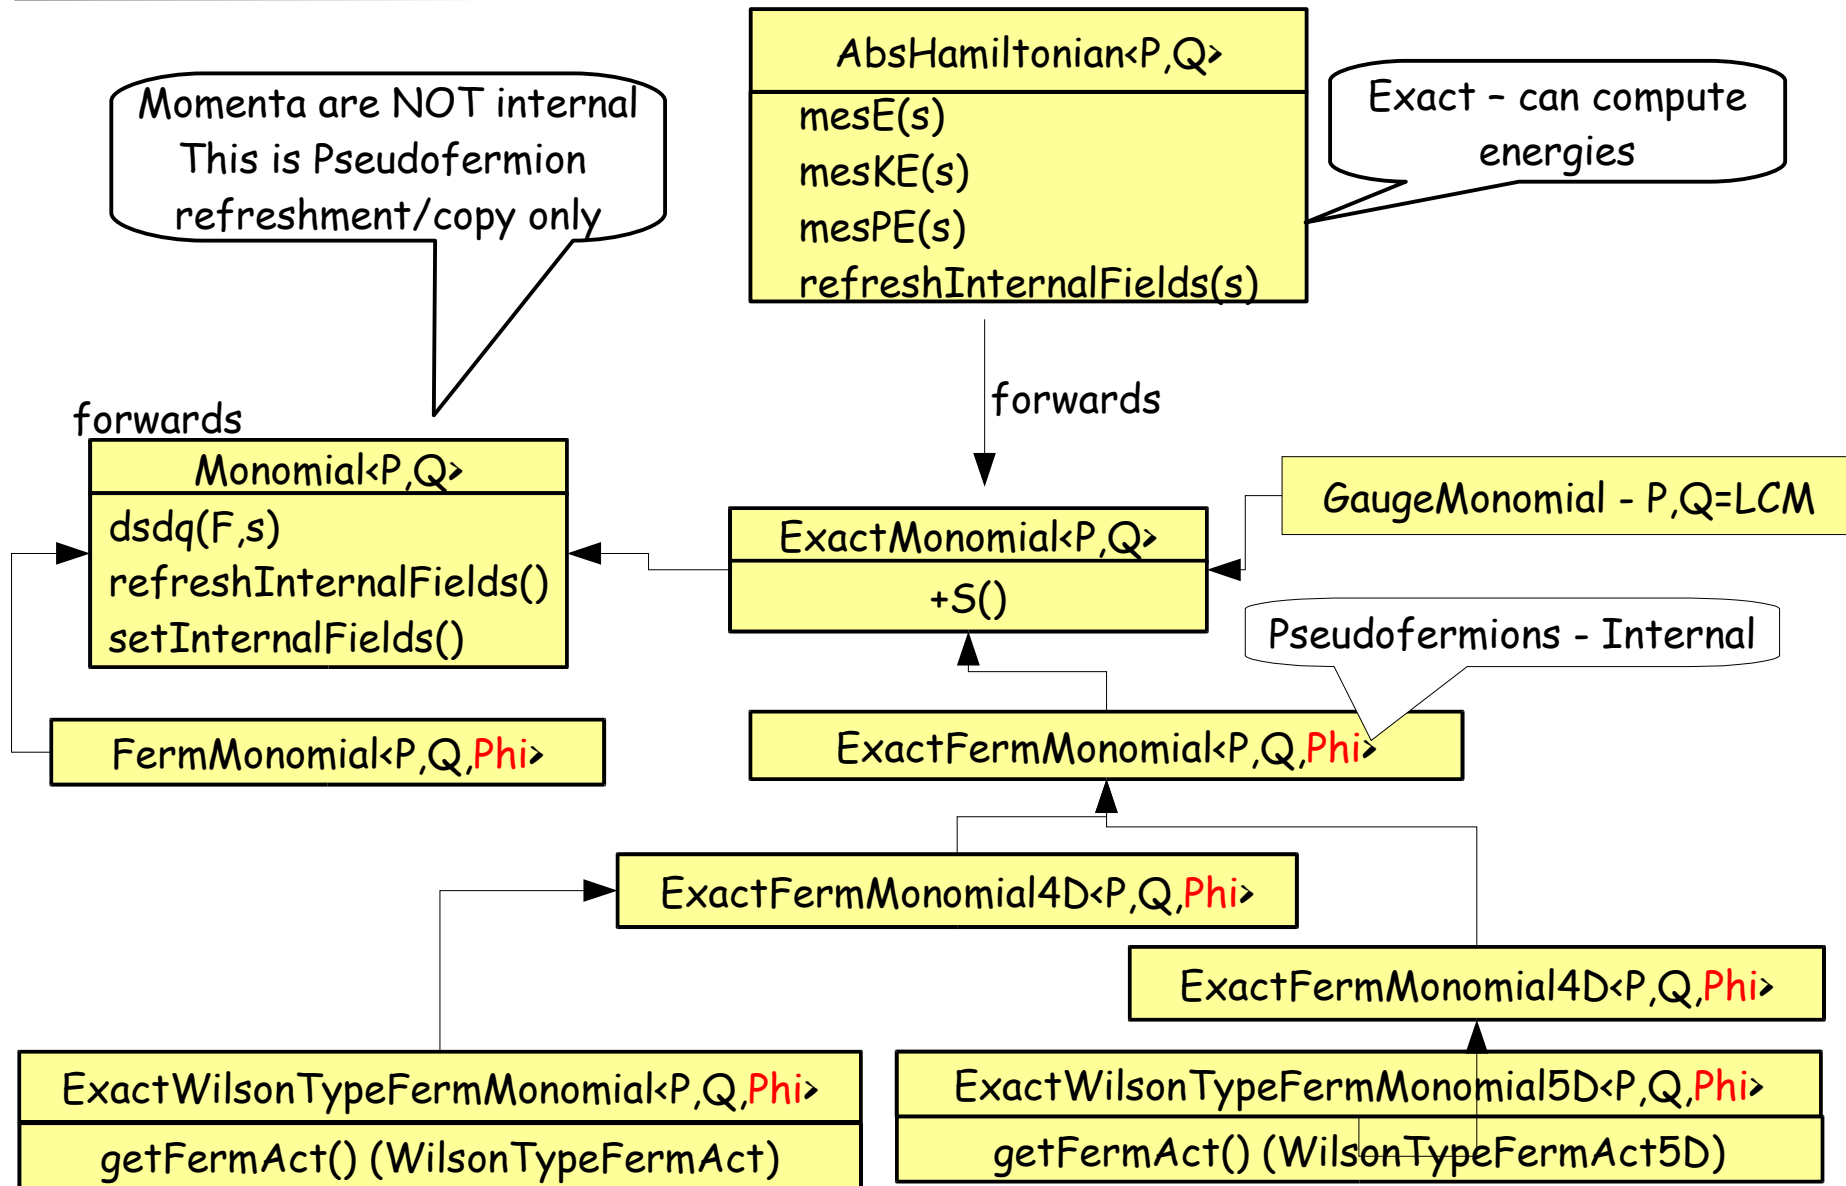 AbsHamiltonian<P,Q>
mesE(s)
mesKE(s)
mesPE(s)
refreshInternalFields(s)
Momenta are NOT internal
This is Pseudofermion
refreshment/copy only
Exact – can compute
energies
forwards
forwards
Monomial<P,Q>
dsdq(F,s)
refreshInternalFields()
setInternalFields()
ExactMonomial<P,Q>
+S()
GaugeMonomial - P,Q=LCM
Pseudofermions - Internal
FermMonomial<P,Q,Phi>
ExactFermMonomial<P,Q,Phi>
ExactFermMonomial4D<P,Q,Phi>
ExactFermMonomial4D<P,Q,Phi>
ExactWilsonTypeFermMonomial<P,Q,Phi>
getFermAct() (WilsonTypeFermAct)
ExactWilsonTypeFermMonomial5D<P,Q,Phi>
getFermAct() (WilsonTypeFermAct5D)